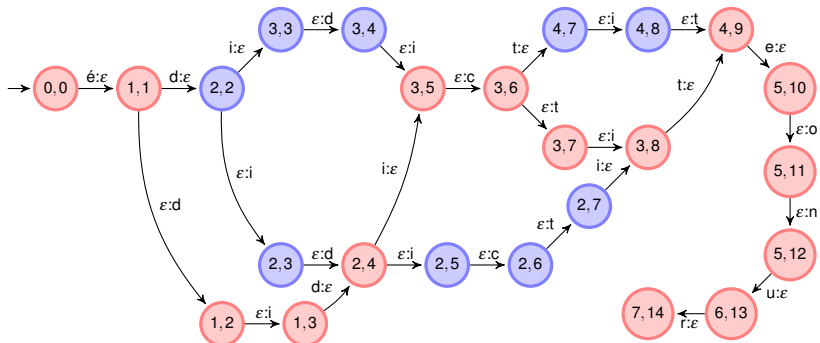 3,3 ε:d 3,4 4,7 ε:i 4,8 ε:t 4,9
i:ε ε:i t:ε e:ε
0,0 é:ε 1,1 d:ε 2,2 3,5 ε:c 3,6 5,10
ε:t t:ε ε:o
3,7 ε:i 3,8 5,11
ε:i i:ε i:ε
ε:d 2,7 ε:n
ε:t
2,3 ε:d 2,4 ε:i 2,5 ε:c 2,6 5,12
d:ε u:ε
1,2 ε:i 1,3 7,14 r:ε 6,13